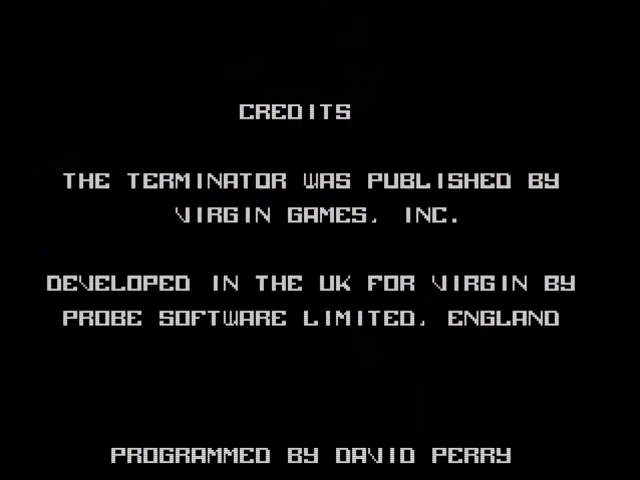 CREDITS
THE TERMINATOR WAS PUBLISHED BY
VIRGIN GAMES, INC.
DEVELOPED IN THE UK FOR VIRGIN BY
PROBE SOFTWARE LIMITED, ENGLAND
PROGRAMMED BY DAVID PERRY